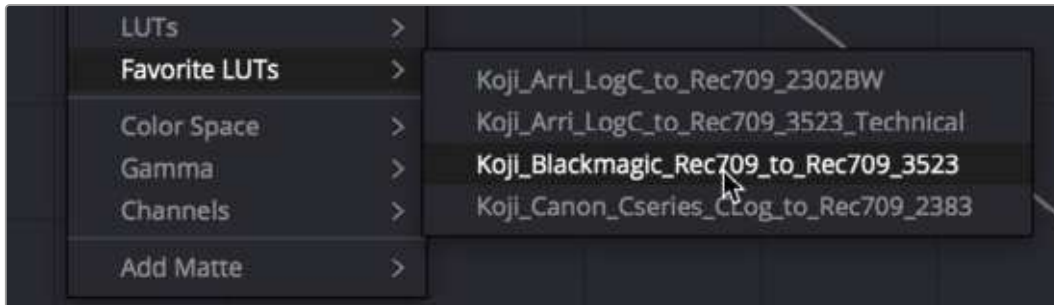 LUTs >
Favorite LUTs >
Color Space >
Gamma >
Channels >
Add Matte >
Koji_Arri_LogC_to_Rec709_2302BW
Koji_Arri_LogC_to_Rec709_3523_Technical
Koji_Blackmagic_Rec709_to_Rec709_3523
Koji_Canon_Cseries_CLog_to_Rec709_2383